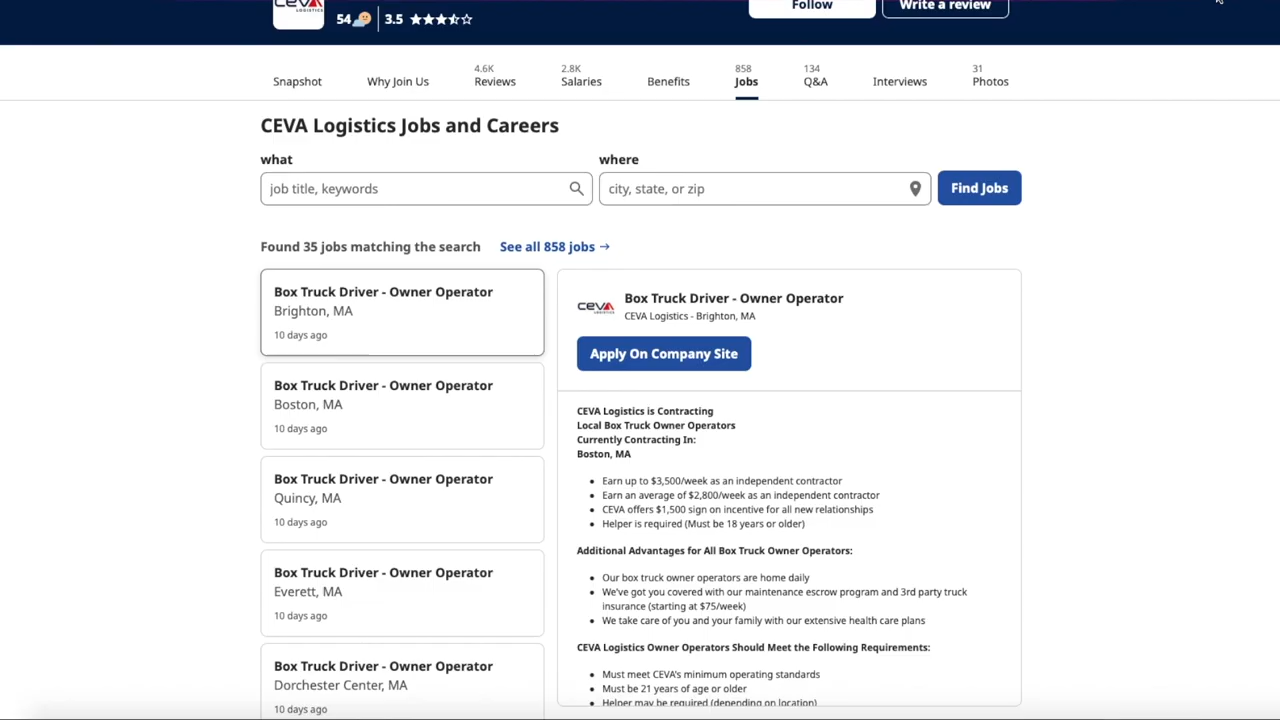 CEVA
LOGISTICS
54
3.5
Follow
Write a review
Snapshot
Why Join Us
4.6K
Reviews
2.8K
Salaries
Benefits
858
Jobs
134
Q&A
Interviews
31
Photos
CEVA Logistics Jobs and Careers
what
where
job title, keywords
city, state, or zip
Find Jobs
Found 35 jobs matching the search
See all 858 jobs →
Box Truck Driver - Owner Operator
Brighton, MA
10 days ago
Box Truck Driver - Owner Operator
Boston, MA
10 days ago
Box Truck Driver - Owner Operator
Quincy, MA
10 days ago
Box Truck Driver - Owner Operator
Everett, MA
10 days ago
Box Truck Driver - Owner Operator
Dorchester Center, MA
10 days ago
CEVA
LOGISTICS
Box Truck Driver - Owner Operator
CEVA Logistics - Brighton, MA
Apply On Company Site
CEVA Logistics is Contracting
Local Box Truck Owner Operators
Currently Contracting In:
Boston, MA
• Earn up to $3,500/week as an independent contractor
• Earn an average of $2,800/week as an independent contractor
• CEVA offers $1,500 sign on incentive for all new relationships
• Helper is required (Must be 18 years or older)
Additional Advantages for All Box Truck Owner Operators:
• Our box truck owner operators are home daily
• We've got you covered with our maintenance escrow program and 3rd party truck
insurance (starting at $75/week)
• We take care of you and your family with our extensive health care plans
CEVA Logistics Owner Operators Should Meet the Following Requirements:
• Must meet CEVA's minimum operating standards
• Must be 21 years of age or older
• Helper may be required (depending on location)